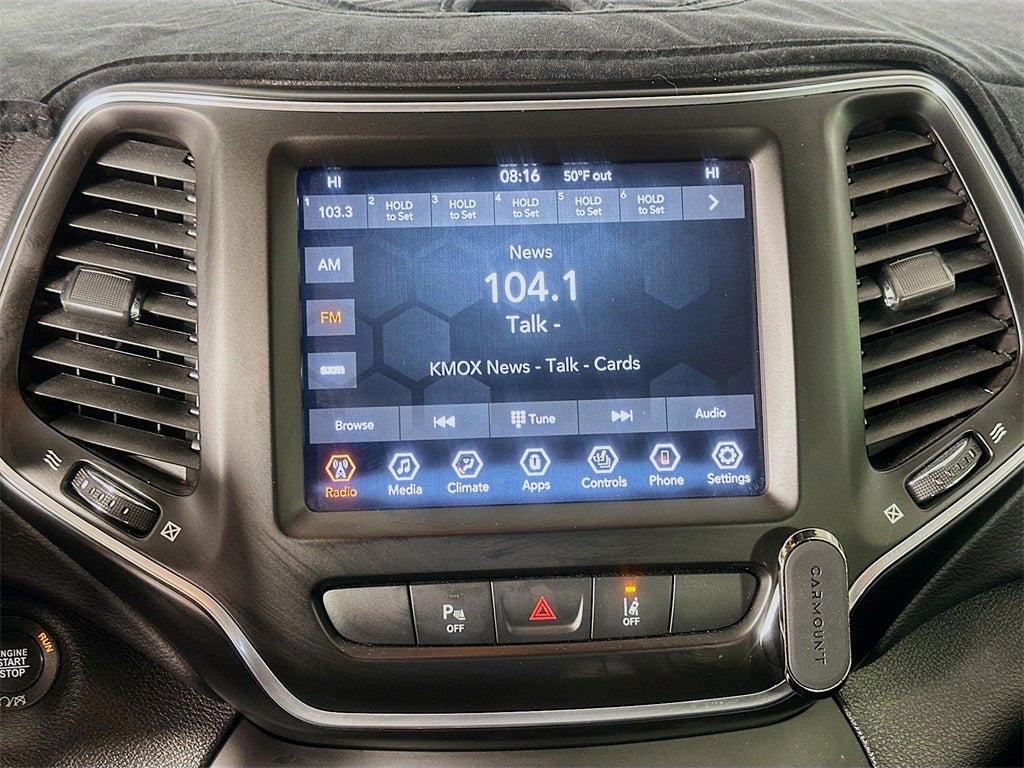 HI 08:16 50°F out HI
1 103.3
2 HOLD to Set
3 HOLD to Set
4 HOLD to Set
5 HOLD to Set
6 HOLD to Set
AM
FM
sxm
News
104.1
Talk -
KMOX News - Talk - Cards
Browse Tune Audio
Radio Media Climate Apps Controls Phone Settings
P OFF
OFF
CARMOUNT
RUN
ENGINE
START
STOP